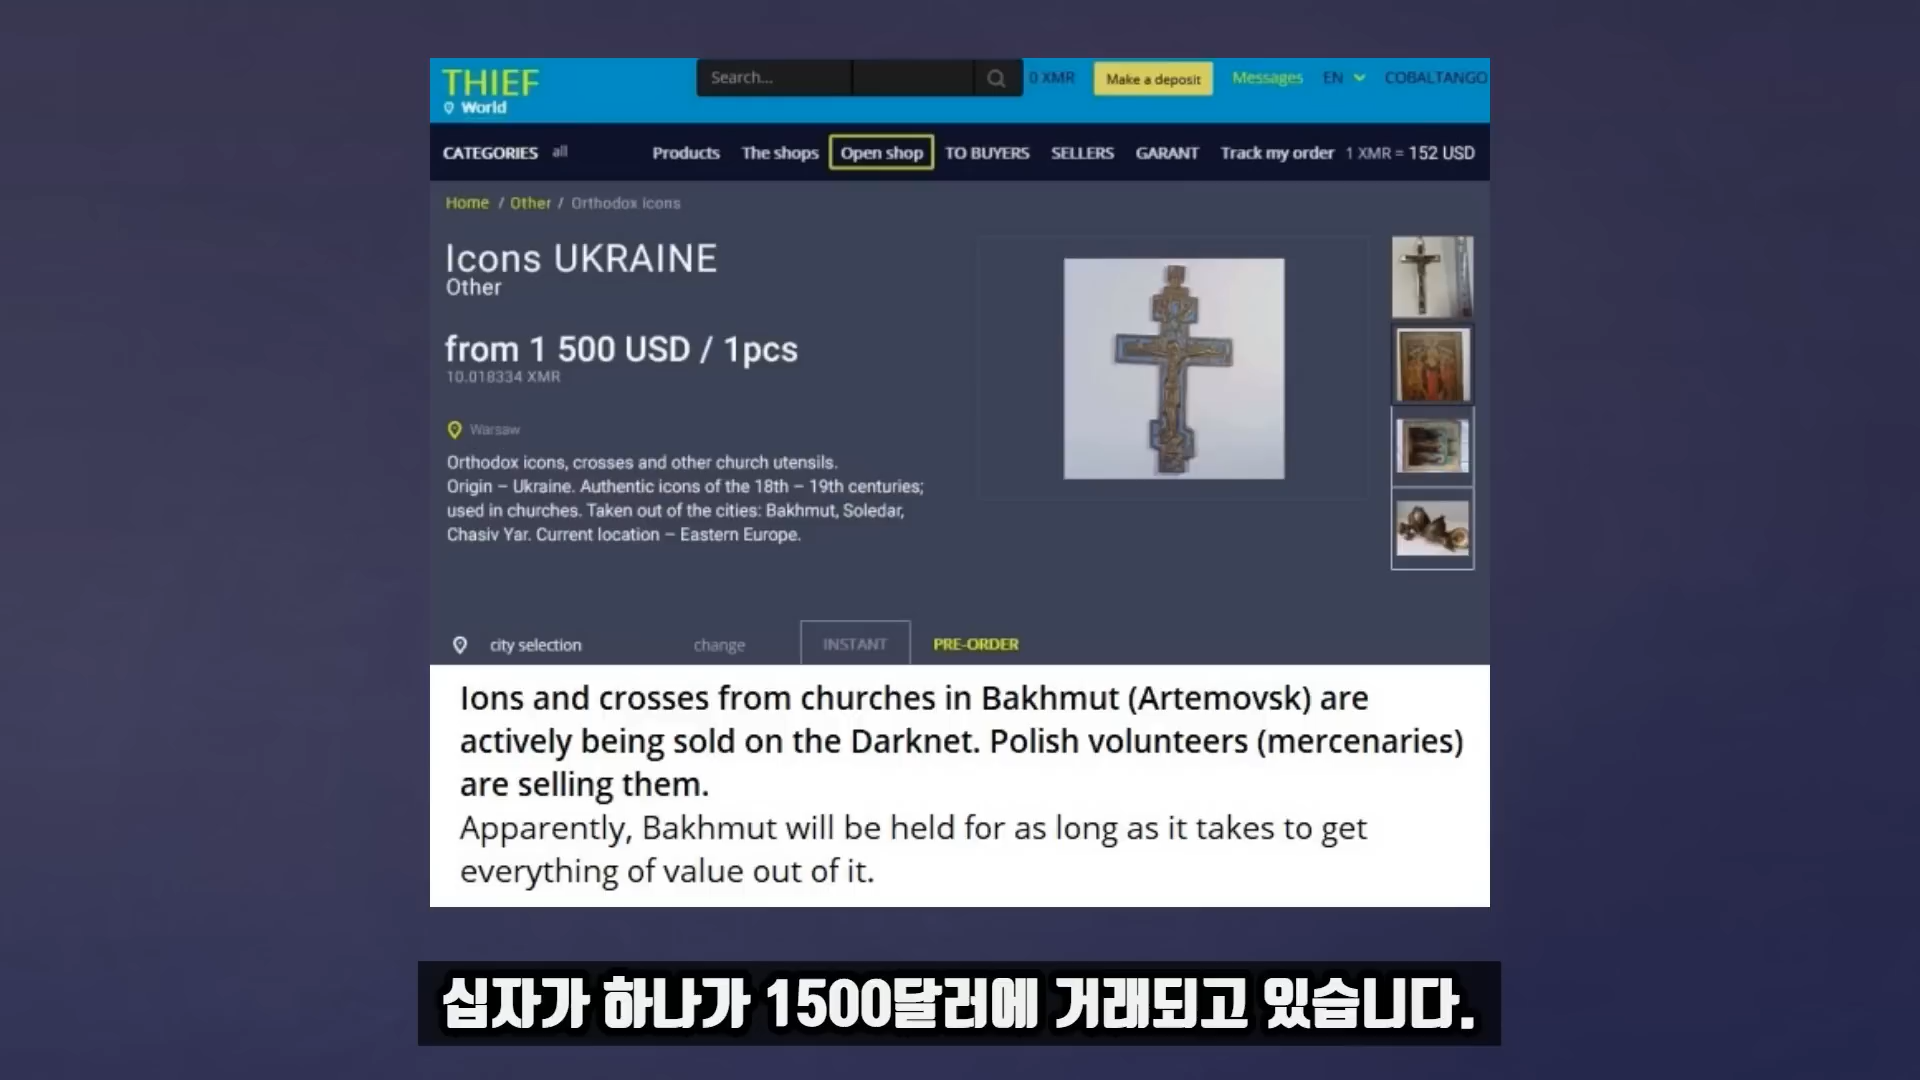 THIEF
World
Search...
0 XMR
Make a deposit
Messages
EN
COBALTANGO
CATEGORIES all
Products
The shops
Open shop
TO BUYERS
SELLERS
GARANT
Track my order
1 XMR = 152 USD
Home / Other / Orthodox Icons
Icons UKRAINE
Other
from 1 500 USD / 1pcs
10.018334 XMR
Warsaw
Orthodox icons, crosses and other church utensils.
Origin – Ukraine. Authentic icons of the 18th – 19th centuries;
used in churches. Taken out of the cities: Bakhmut, Soledar,
Chasiv Yar. Current location – Eastern Europe.
city selection
change
INSTANT
PRE-ORDER
Ions and crosses from churches in Bakhmut (Artemovsk) are
actively being sold on the Darknet. Polish volunteers (mercenaries)
are selling them.
Apparently, Bakhmut will be held for as long as it takes to get
everything of value out of it.
십자가 하나가 1500달러에 거래되고 있습니다.